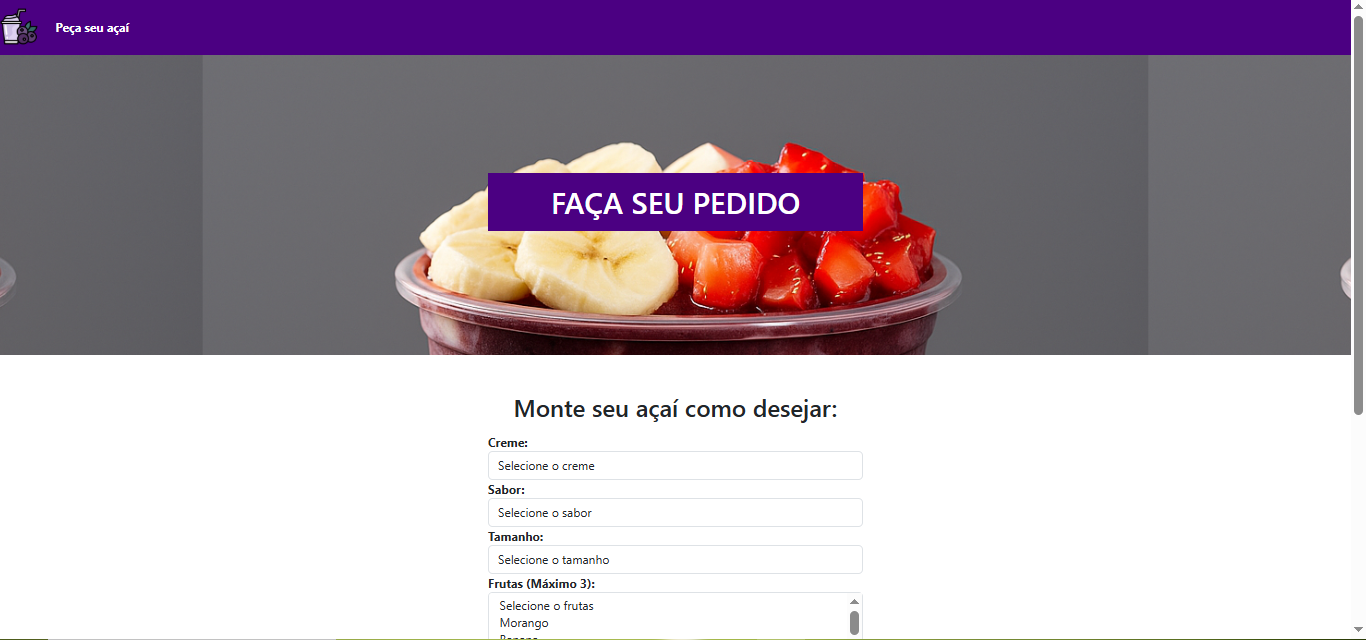 Peça seu açaí
FAÇA SEU PEDIDO
Monte seu açaí como desejar:
Creme:
Selecione o creme
Sabor:
Selecione o sabor
Tamanho:
Selecione o tamanho
Frutas (Máximo 3):
Selecione o frutas
Morango